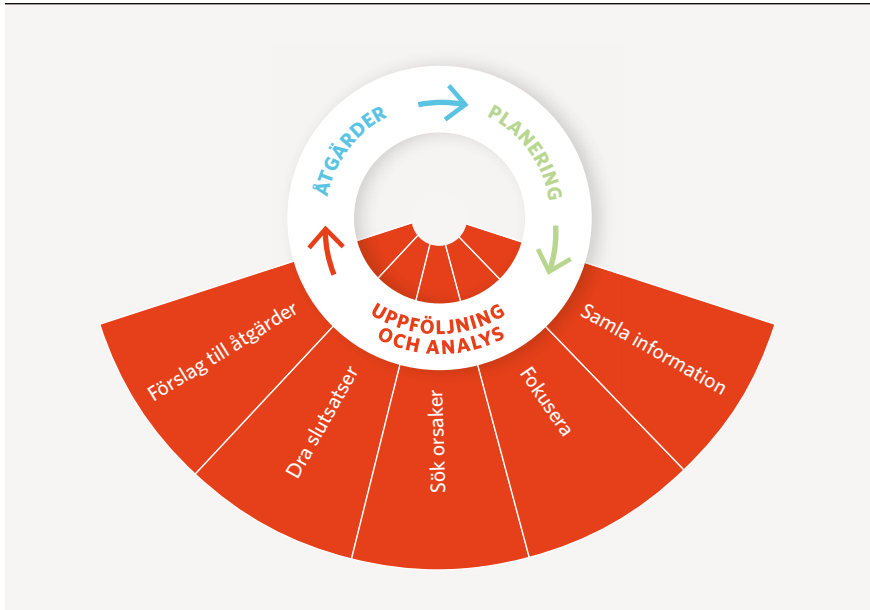 ÅTGÄRDER
PLANERING
UPPFÖLJNING
OCH ANALYS
Förslag till åtgärder
Dra slutsatser
Sök orsaker
Fokusera
Samla information